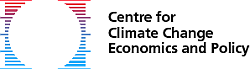 Centre for
Climate Change
Economics and Policy